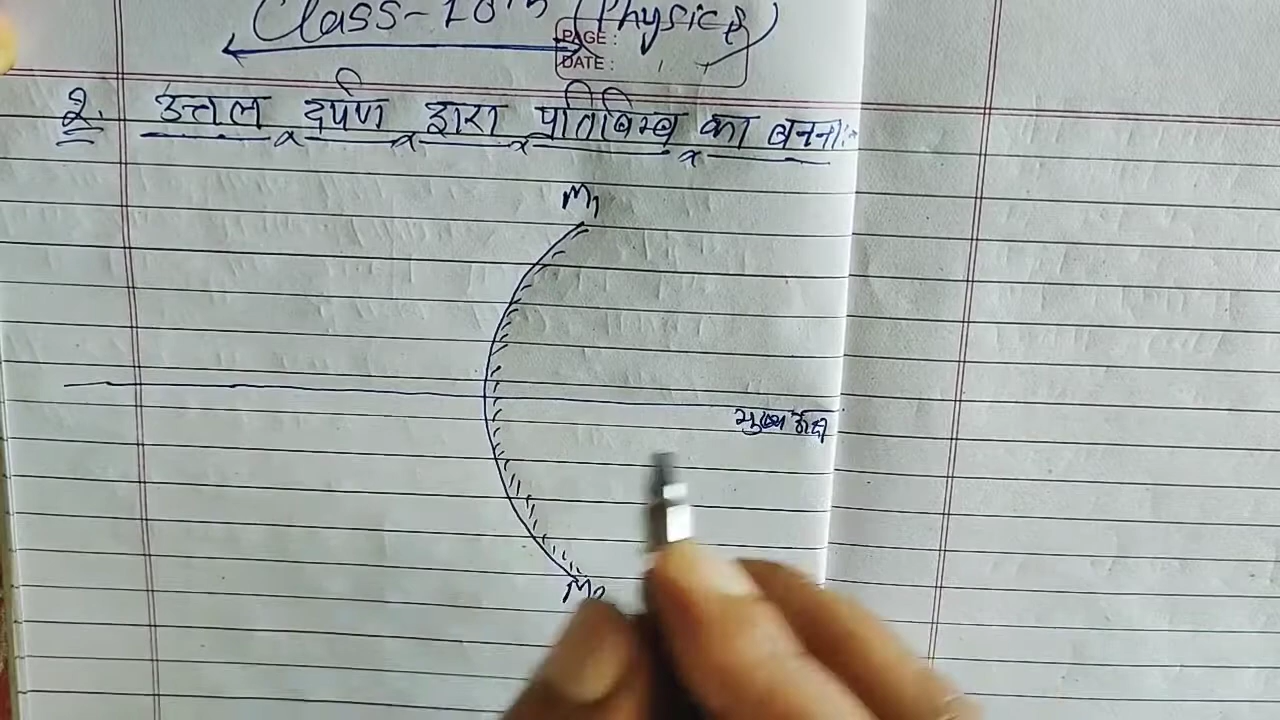 Class-10th (Physics)
PAGE :
DATE :
2. उत्तल दर्पण द्वारा प्रतिबिम्ब का बनना:-
M1
मुख्य अक्ष
M2